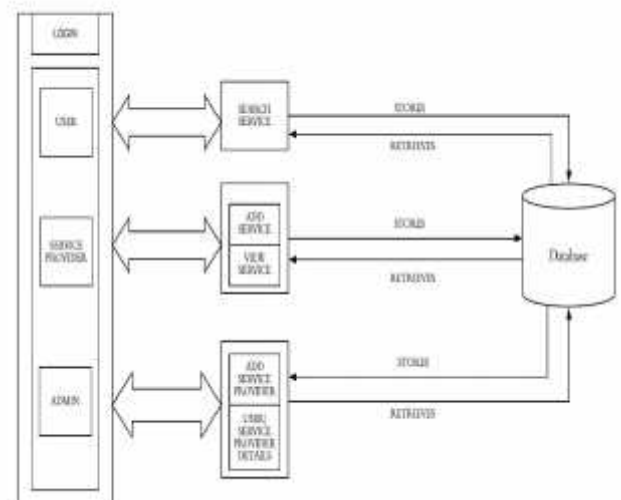 LOGIN
USER
SEARCH
SERVICE
STORES
RETRIEVES
SERVICE
PROVIDER
ADD
SERVICE
VIEW
SERVICE
STORES
RETRIEVES
Database
ADMIN
ADD
SERVICE
PROVIDER
USER/
SERVICE
PROVIDER
DETAILS
STORES
RETRIEVES